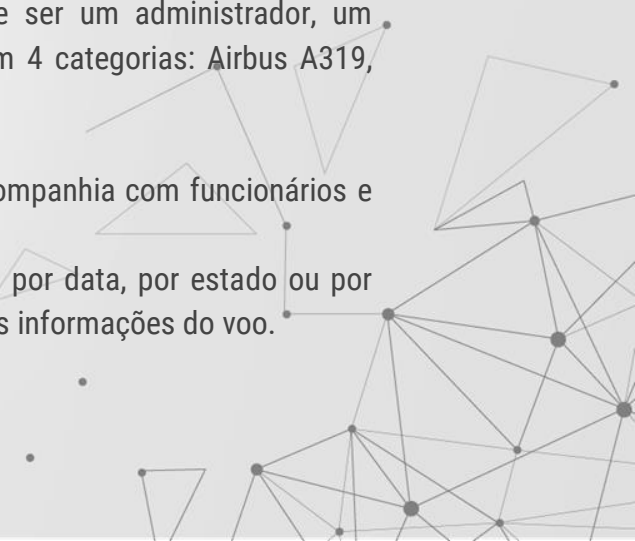 e ser um administrador, um
m 4 categorias: Airbus A319,
ompanhia com funcionários e
por data, por estado ou por
s informações do voo.